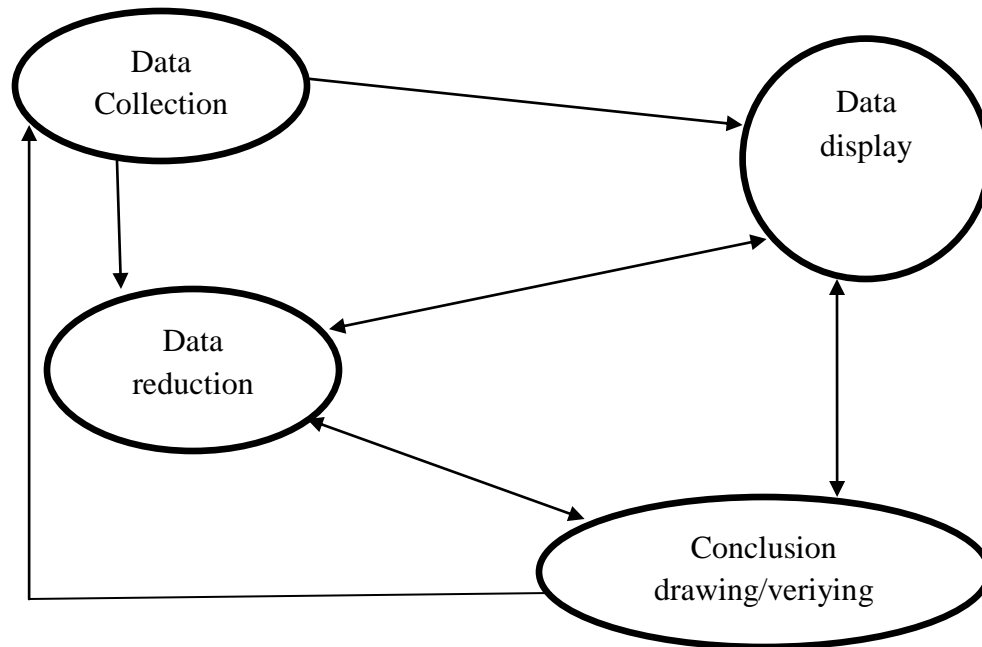 Data
Collection
Data
display
Data
reduction
Conclusion
drawing/veriying